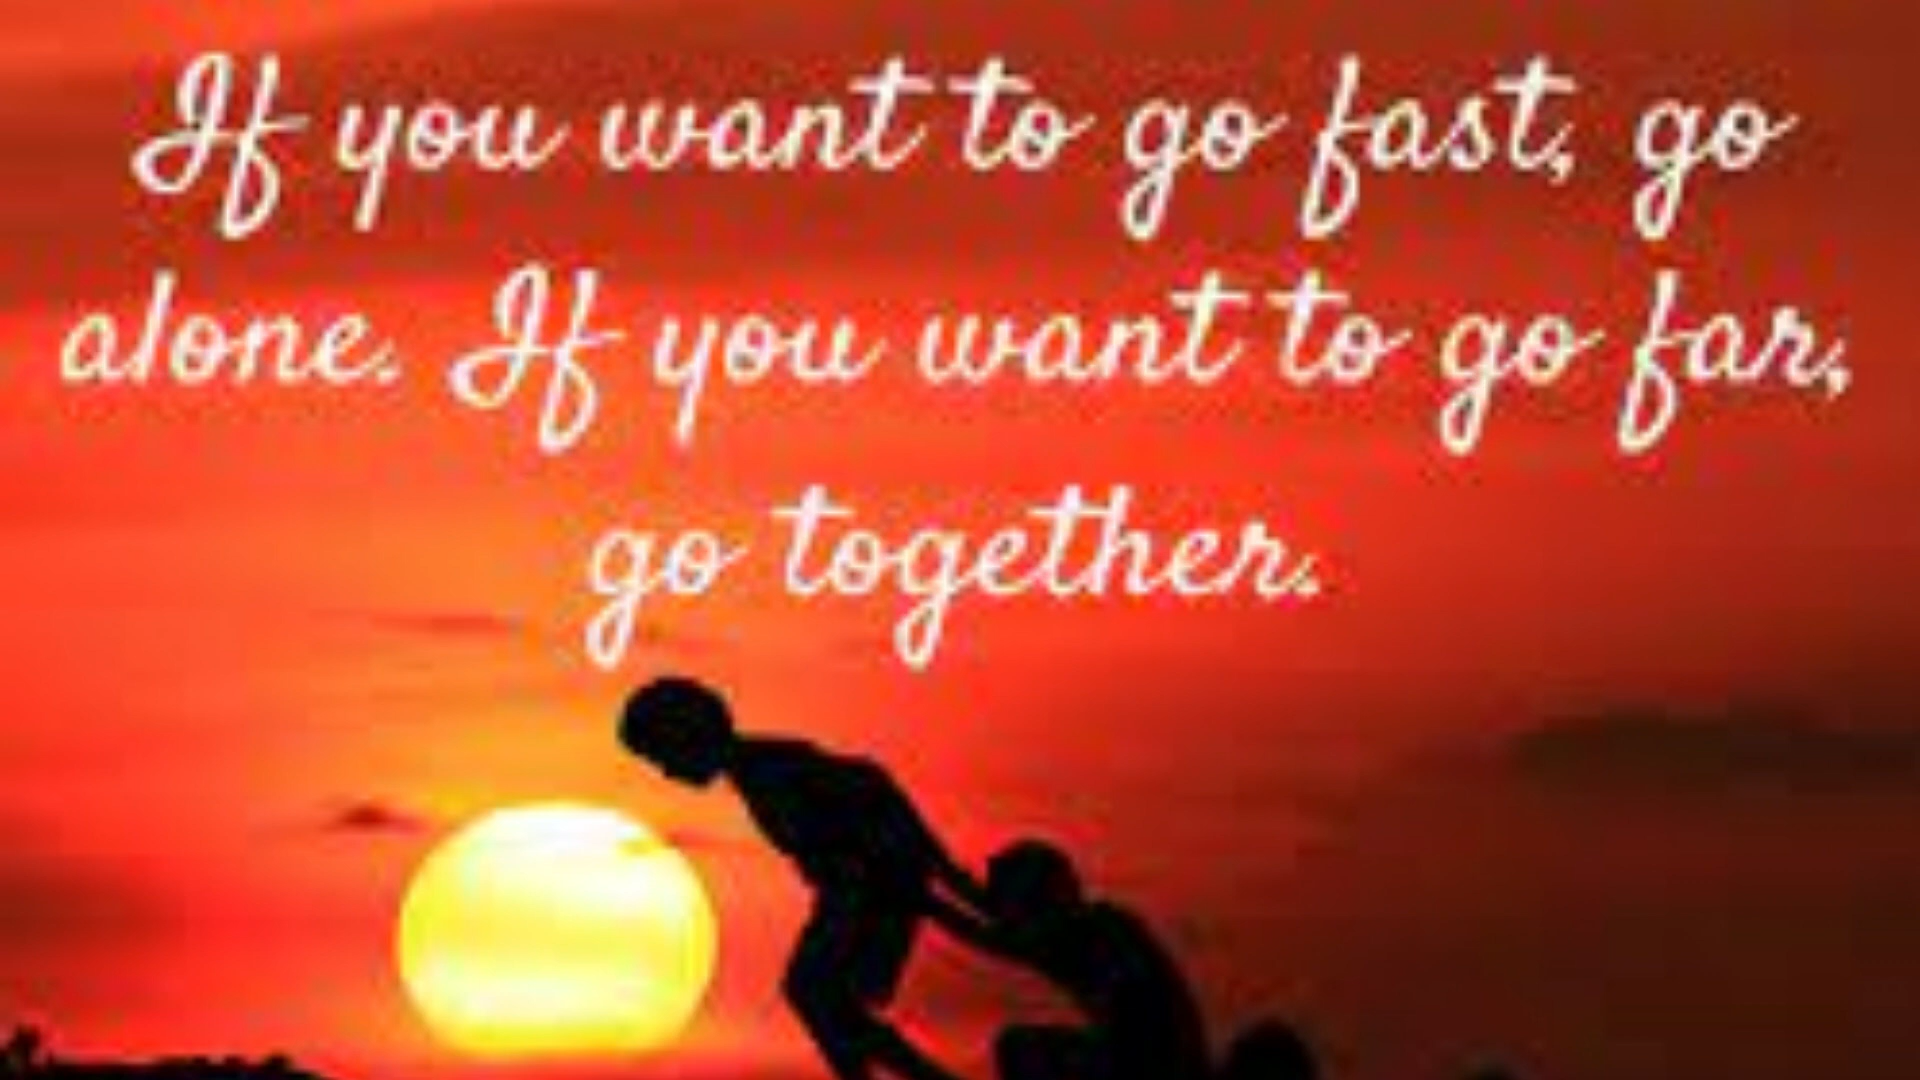 If you want to go fast, go
alone. If you want to go far,
go together.